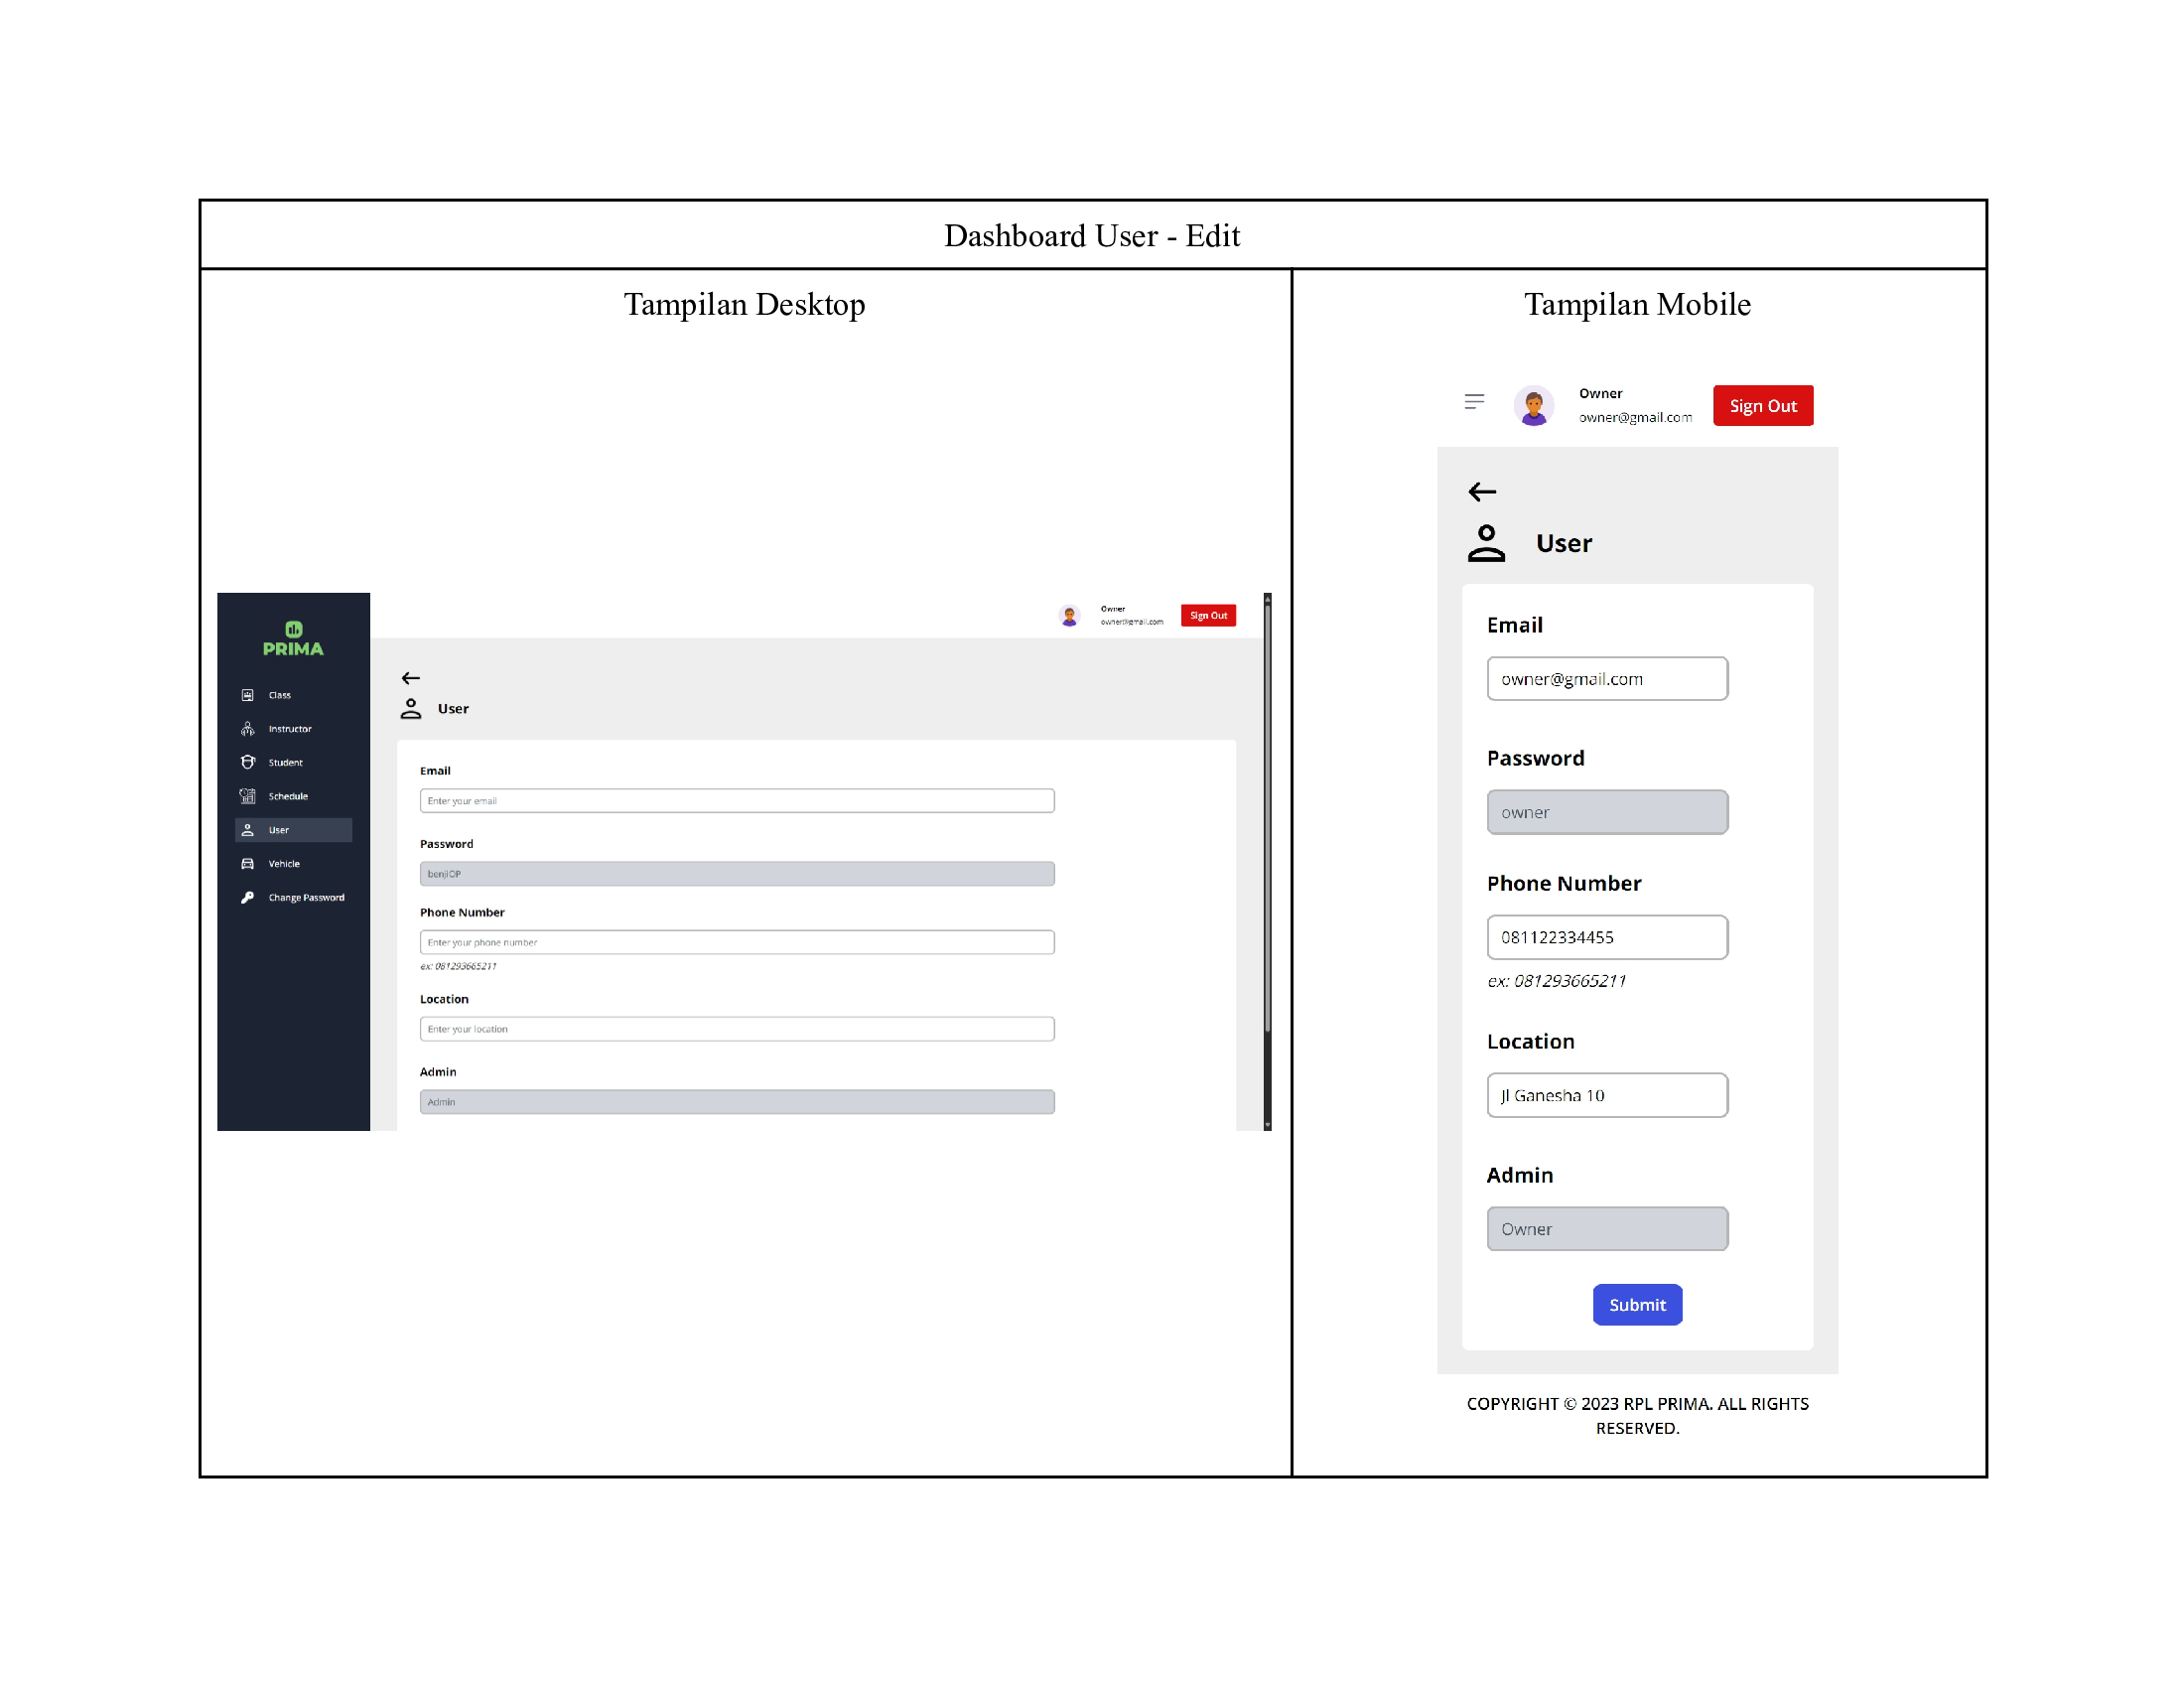 Dashboard User - Edit
Tampilan Desktop
PRIMA
Class
Instructor
Student
Schedule
User
Vehicle
Change Password
Owner
owner@gmail.com
Sign Out
User
Email
Enter your email
Password
benjiOP
Phone Number
Enter your phone number
ex: 081293665211
Location
Enter your location
Admin
Admin
Tampilan Mobile
Owner
owner@gmail.com
Sign Out
User
Email
owner@gmail.com
Password
owner
Phone Number
081122334455
ex: 081293665211
Location
Jl Ganesha 10
Admin
Owner
Submit
COPYRIGHT © 2023 RPL PRIMA. ALL RIGHTS
RESERVED.